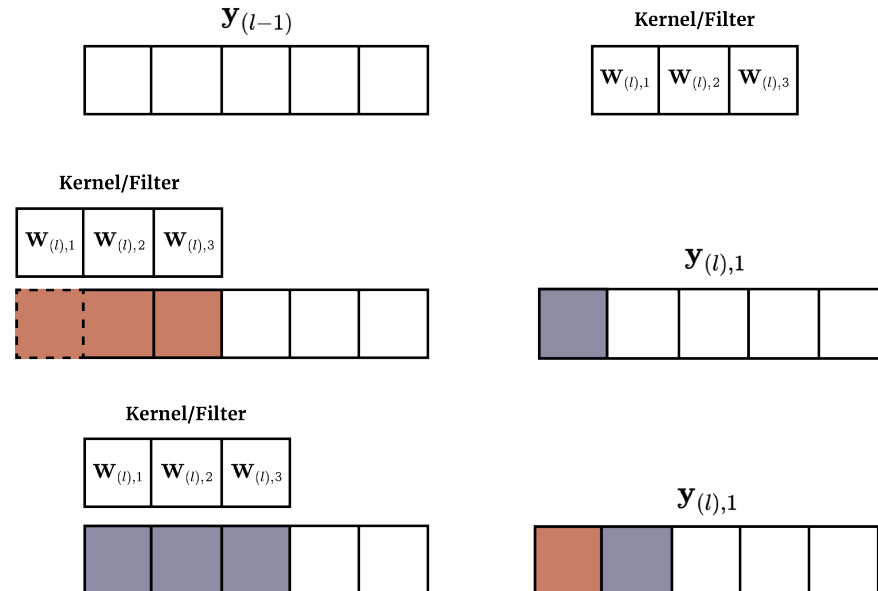 𝐲₍ₗ₋₁₎
Kernel/Filter
𝐰₍ₗ₎,₁ 𝐰₍ₗ₎,₂ 𝐰₍ₗ₎,₃
Kernel/Filter
𝐰₍ₗ₎,₁ 𝐰₍ₗ₎,₂ 𝐰₍ₗ₎,₃
𝐲₍ₗ₎,₁
Kernel/Filter
𝐰₍ₗ₎,₁ 𝐰₍ₗ₎,₂ 𝐰₍ₗ₎,₃
𝐲₍ₗ₎,₁